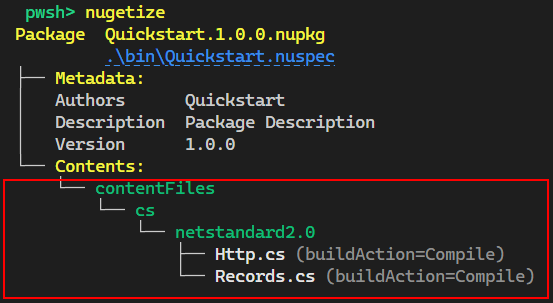 pwsh> nugetize
Package  Quickstart.1.0.0.nupkg
.\bin\Quickstart.nuspec
Metadata:
Authors      Quickstart
Description  Package Description
Version      1.0.0
Contents:
contentFiles
cs
netstandard2.0
Http.cs (buildAction=Compile)
Records.cs (buildAction=Compile)